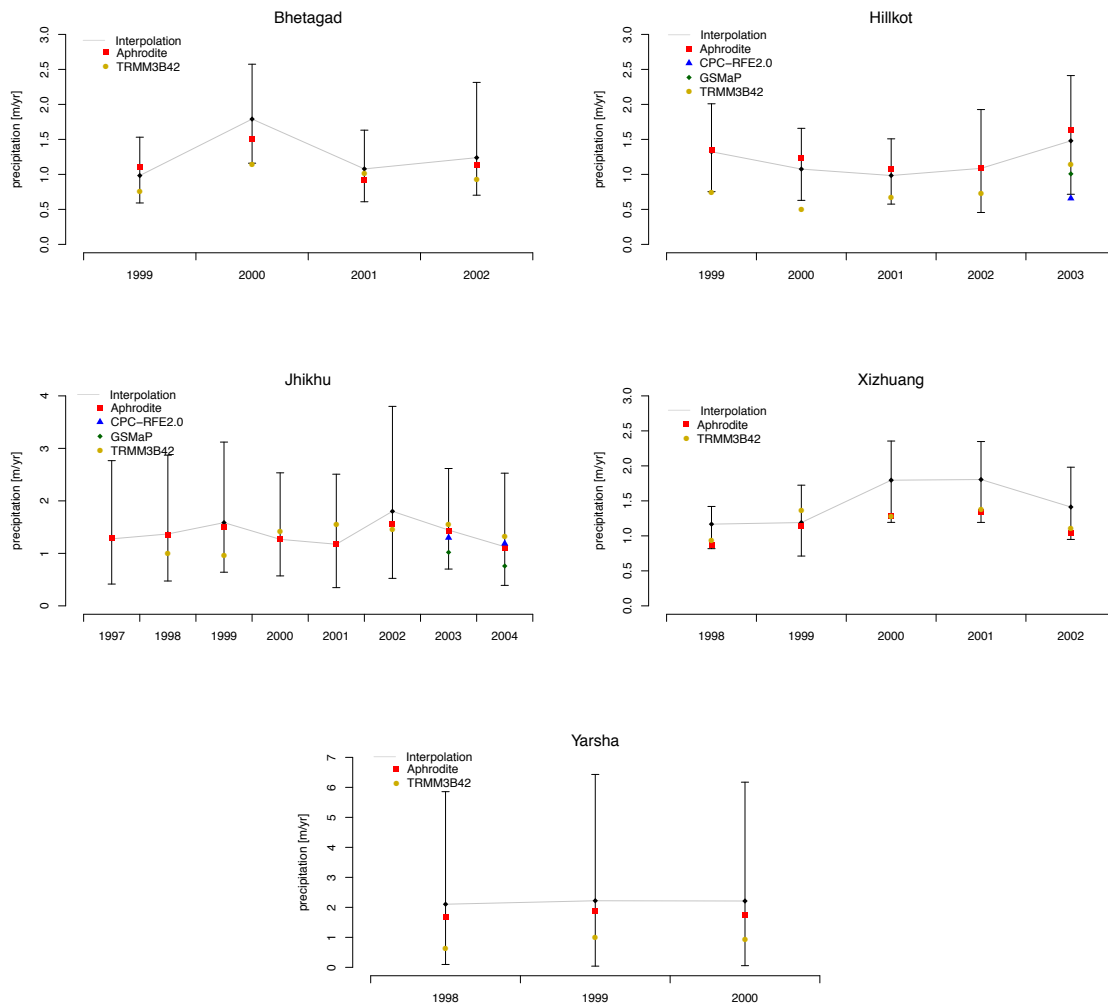 Bhetagad
precipitation [m/yr]
3.0
2.5
2.0
1.5
1.0
0.5
0.0
Interpolation
Aphrodite
TRMM3B42
1999 2000 2001 2002
Hillkot
precipitation [m/yr]
3.0
2.5
2.0
1.5
1.0
0.5
0.0
Interpolation
Aphrodite
CPC−RFE2.0
GSMaP
TRMM3B42
1999 2000 2001 2002 2003
Jhikhu
precipitation [m/yr]
4
3
2
1
0
Interpolation
Aphrodite
CPC−RFE2.0
GSMaP
TRMM3B42
1997 1998 1999 2000 2001 2002 2003 2004
Xizhuang
precipitation [m/yr]
3.0
2.5
2.0
1.5
1.0
0.5
0.0
Interpolation
Aphrodite
TRMM3B42
1998 1999 2000 2001 2002
Yarsha
precipitation [m/yr]
7
6
5
4
3
2
1
0
Interpolation
Aphrodite
TRMM3B42
1998 1999 2000